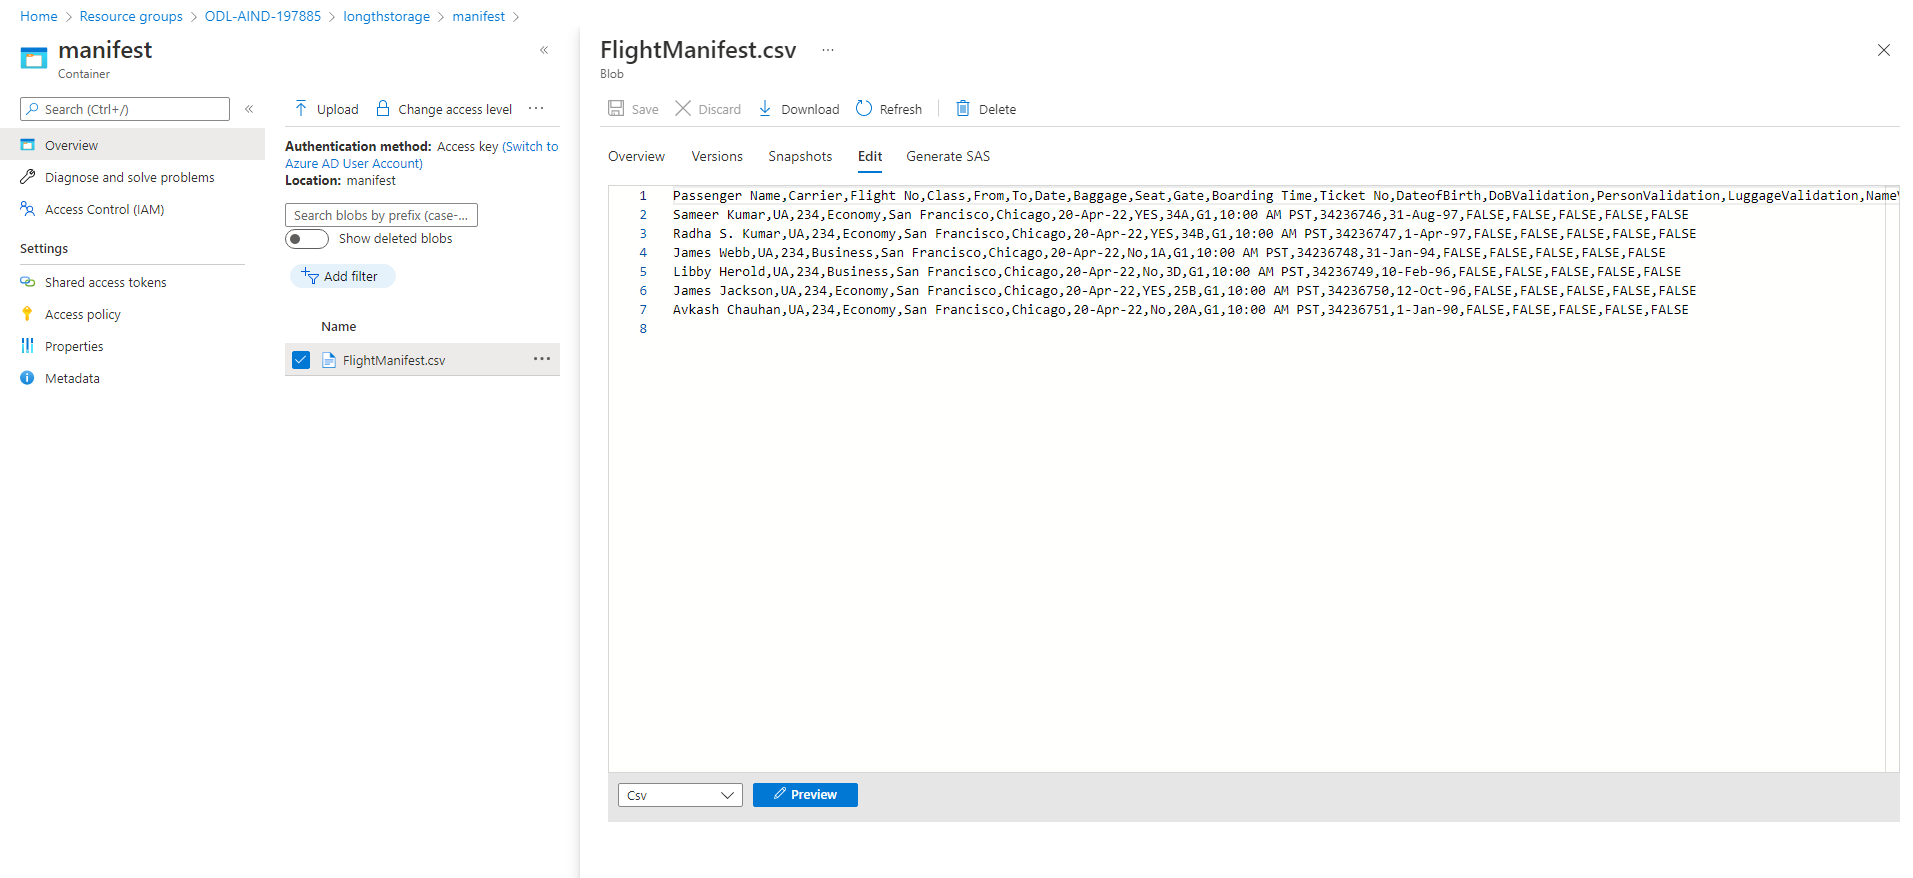 Home > Resource groups > ODL-AIND-197885 > longthstorage > manifest >
manifest
Container
Search (Ctrl+/)
Overview
Diagnose and solve problems
Access Control (IAM)
Settings
Shared access tokens
Access policy
Properties
Metadata
Upload Change access level ...
Authentication method: Access key (Switch to
Azure AD User Account)
Location: manifest
Search blobs by prefix (case-...
Show deleted blobs
Add filter
Name
FlightManifest.csv ...
FlightManifest.csv ...
Blob
Save Discard Download Refresh Delete
Overview Versions Snapshots Edit Generate SAS
1 Passenger Name,Carrier,Flight No,Class,From,To,Date,Baggage,Seat,Gate,Boarding Time,Ticket No,DateofBirth,DoBValidation,PersonValidation,LuggageValidation,Name
2 Sameer Kumar,UA,234,Economy,San Francisco,Chicago,20-Apr-22,YES,34A,G1,10:00 AM PST,34236746,31-Aug-97,FALSE,FALSE,FALSE,FALSE,FALSE
3 Radha S. Kumar,UA,234,Economy,San Francisco,Chicago,20-Apr-22,YES,34B,G1,10:00 AM PST,34236747,1-Apr-97,FALSE,FALSE,FALSE,FALSE,FALSE
4 James Webb,UA,234,Business,San Francisco,Chicago,20-Apr-22,No,1A,G1,10:00 AM PST,34236748,31-Jan-94,FALSE,FALSE,FALSE,FALSE,FALSE
5 Libby Herold,UA,234,Business,San Francisco,Chicago,20-Apr-22,No,3D,G1,10:00 AM PST,34236749,10-Feb-96,FALSE,FALSE,FALSE,FALSE,FALSE
6 James Jackson,UA,234,Economy,San Francisco,Chicago,20-Apr-22,YES,25B,G1,10:00 AM PST,34236750,12-Oct-96,FALSE,FALSE,FALSE,FALSE,FALSE
7 Avkash Chauhan,UA,234,Economy,San Francisco,Chicago,20-Apr-22,No,20A,G1,10:00 AM PST,34236751,1-Jan-90,FALSE,FALSE,FALSE,FALSE,FALSE
8
Csv Preview